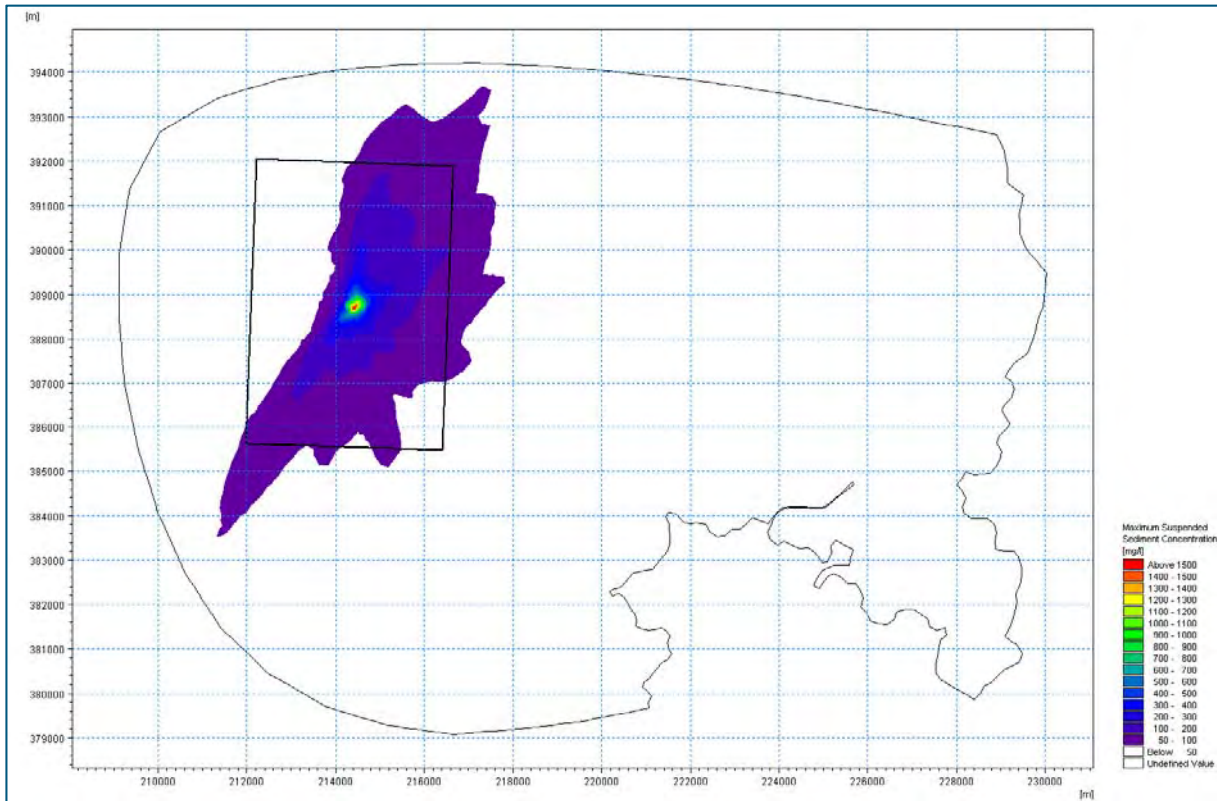 [m]
394000
393000
392000
391000
390000
389000
388000
387000
386000
385000
384000
383000
382000
381000
380000
379000
210000 212000 214000 216000 218000 220000 222000 224000 226000 228000 230000
[m]
Maximum Suspended
Sediment Concentration
[mg/l]
Above 1500
1400 - 1500
1300 - 1400
1200 - 1300
1100 - 1200
1000 - 1100
900 - 1000
800 - 900
700 - 800
600 - 700
500 - 600
400 - 500
300 - 400
200 - 300
100 - 200
50 - 100
Below 50
Undefined Value